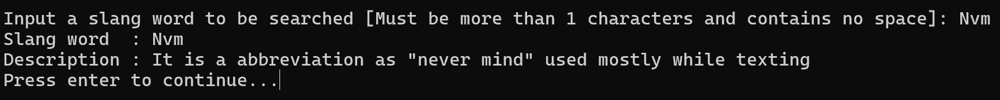 Input a slang word to be searched [Must be more than 1 characters and contains no space]: Nvm
Slang word  : Nvm
Description : It is a abbreviation as "never mind" used mostly while texting
Press enter to continue...